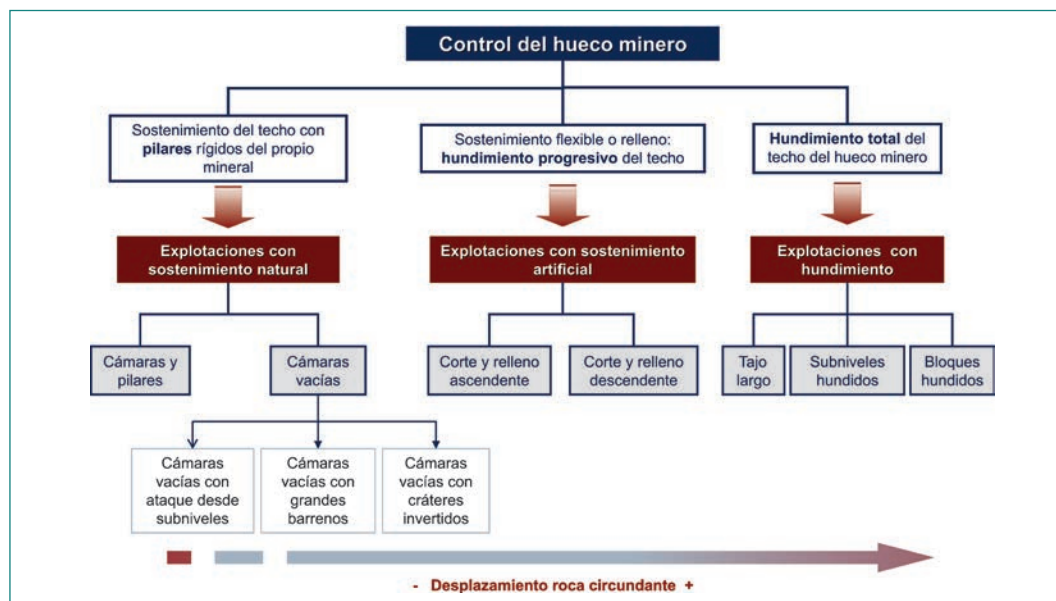 Control del hueco minero
Sostenimiento del techo con
pilares rígidos del propio
mineral
Sostenimiento flexible o relleno:
hundimiento progresivo del techo
Hundimiento total del
techo del hueco minero
Explotaciones con
sostenimiento natural
Explotaciones con sostenimiento
artificial
Explotaciones con
hundimiento
Cámaras y
pilares
Cámaras
vacías
Corte y relleno
ascendente
Corte y relleno
descendente
Tajo
largo
Subniveles
hundidos
Bloques
hundidos
Cámaras
vacías con
ataque desde
subniveles
Cámaras
vacías con
grandes
barrenos
Cámaras
vacías con
cráteres
invertidos
- Desplazamiento roca circundante +